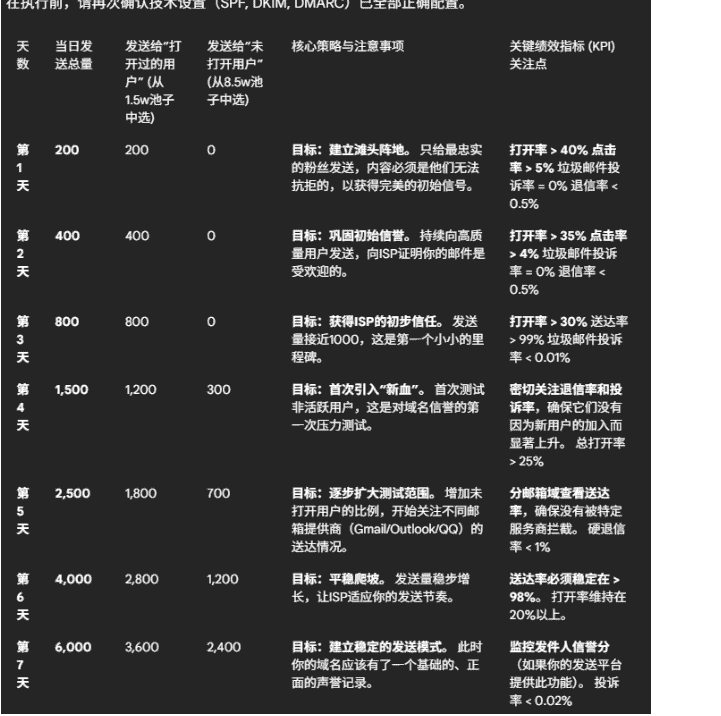 在执行前，请再次确认技术设置（SPF, DKIM, DMARC）已全部正确配置。
天数
当日发送总量
发送给“打开过的用户” (从1.5w池子中选)
发送给“未打开用户” (从8.5w池子中选)
核心策略与注意事项
关键绩效指标 (KPI) 关注点
第1天
200
200
0
目标：建立滩头阵地。 只给最忠实
的粉丝发送，内容必须是他们无法
抗拒的，以获得完美的初始信号。
打开率 > 40% 点击
率 > 5% 垃圾邮件投
诉率 = 0% 退信率 <
0.5%
第2天
400
400
0
目标：巩固初始信誉。 持续向高质
量用户发送，向ISP证明你的邮件是
受欢迎的。
打开率 > 35% 点击率
> 4% 垃圾邮件投诉
率 = 0% 退信率 <
0.5%
第3天
800
800
0
目标：获得ISP的初步信任。 发送
量接近1000，这是第一个小小的里
程碑。
打开率 > 30% 送达率
> 99% 垃圾邮件投诉
率 < 0.01%
第4天
1,500
1,200
300
目标：首次引入“新血”。 首次测试
非活跃用户，这是对域名信誉的第
一次压力测试。
密切关注退信率和投
诉率，确保它们没有
因为新用户的加入而
显著上升。 总打开率
> 25%
第5天
2,500
1,800
700
目标：逐步扩大测试范围。 增加未
打开用户的比例，开始关注不同邮
箱提供商（Gmail/Outlook/QQ）的
送达情况。
分邮箱域查看送达
率，确保没有被特定
服务商拦截。 硬退信
率 < 1%
第6天
4,000
2,800
1,200
目标：平稳爬坡。 发送量稳步增
长，让ISP适应你的发送节奏。
送达率必须稳定在 >
98%。 打开率维持在
20%以上。
第7天
6,000
3,600
2,400
目标：建立稳定的发送模式。 此时
你的域名应该有了一个基础的、正
面的声誉记录。
监控发件人信誉分
（如果你的发送平台
提供此功能）。 投诉
率 < 0.02%